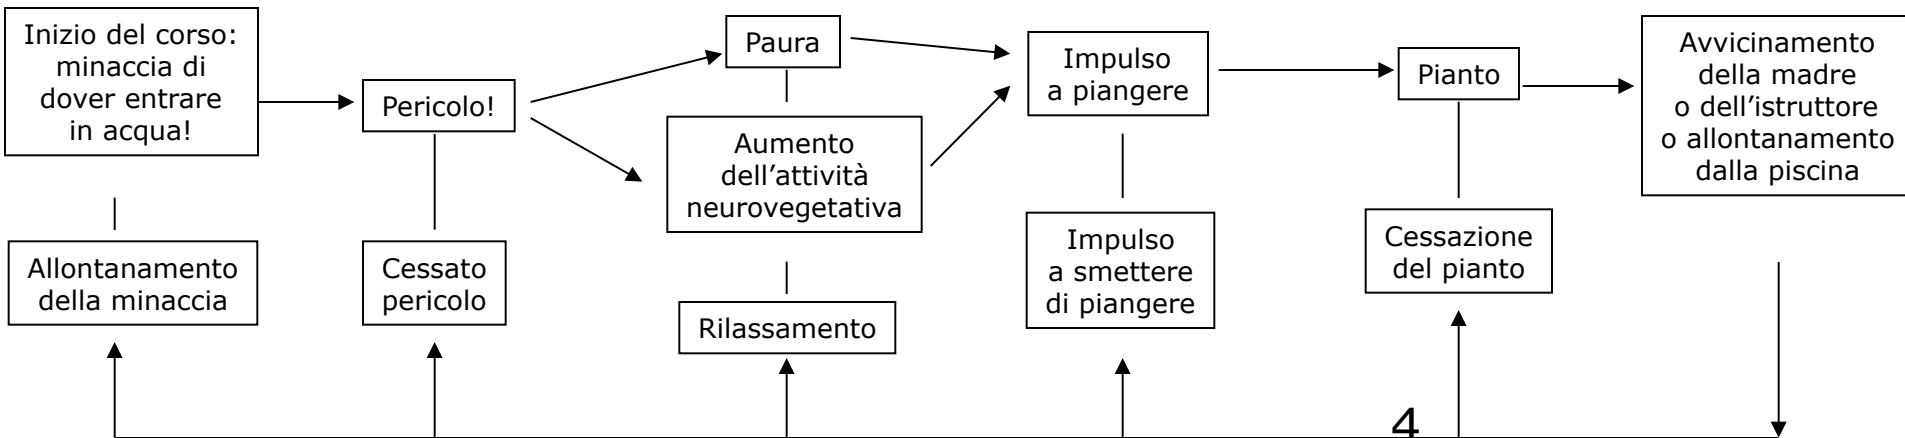 Inizio del corso:
minaccia di
dover entrare
in acqua!
Pericolo!
Paura
Aumento
dell'attività
neurovegetativa
Impulso
a piangere
Pianto
Avvicinamento
della madre
o dell'istruttore
o allontanamento
dalla piscina
Allontanamento
della minaccia
Cessato
pericolo
Rilassamento
Impulso
a smettere
di piangere
Cessazione
del pianto
4